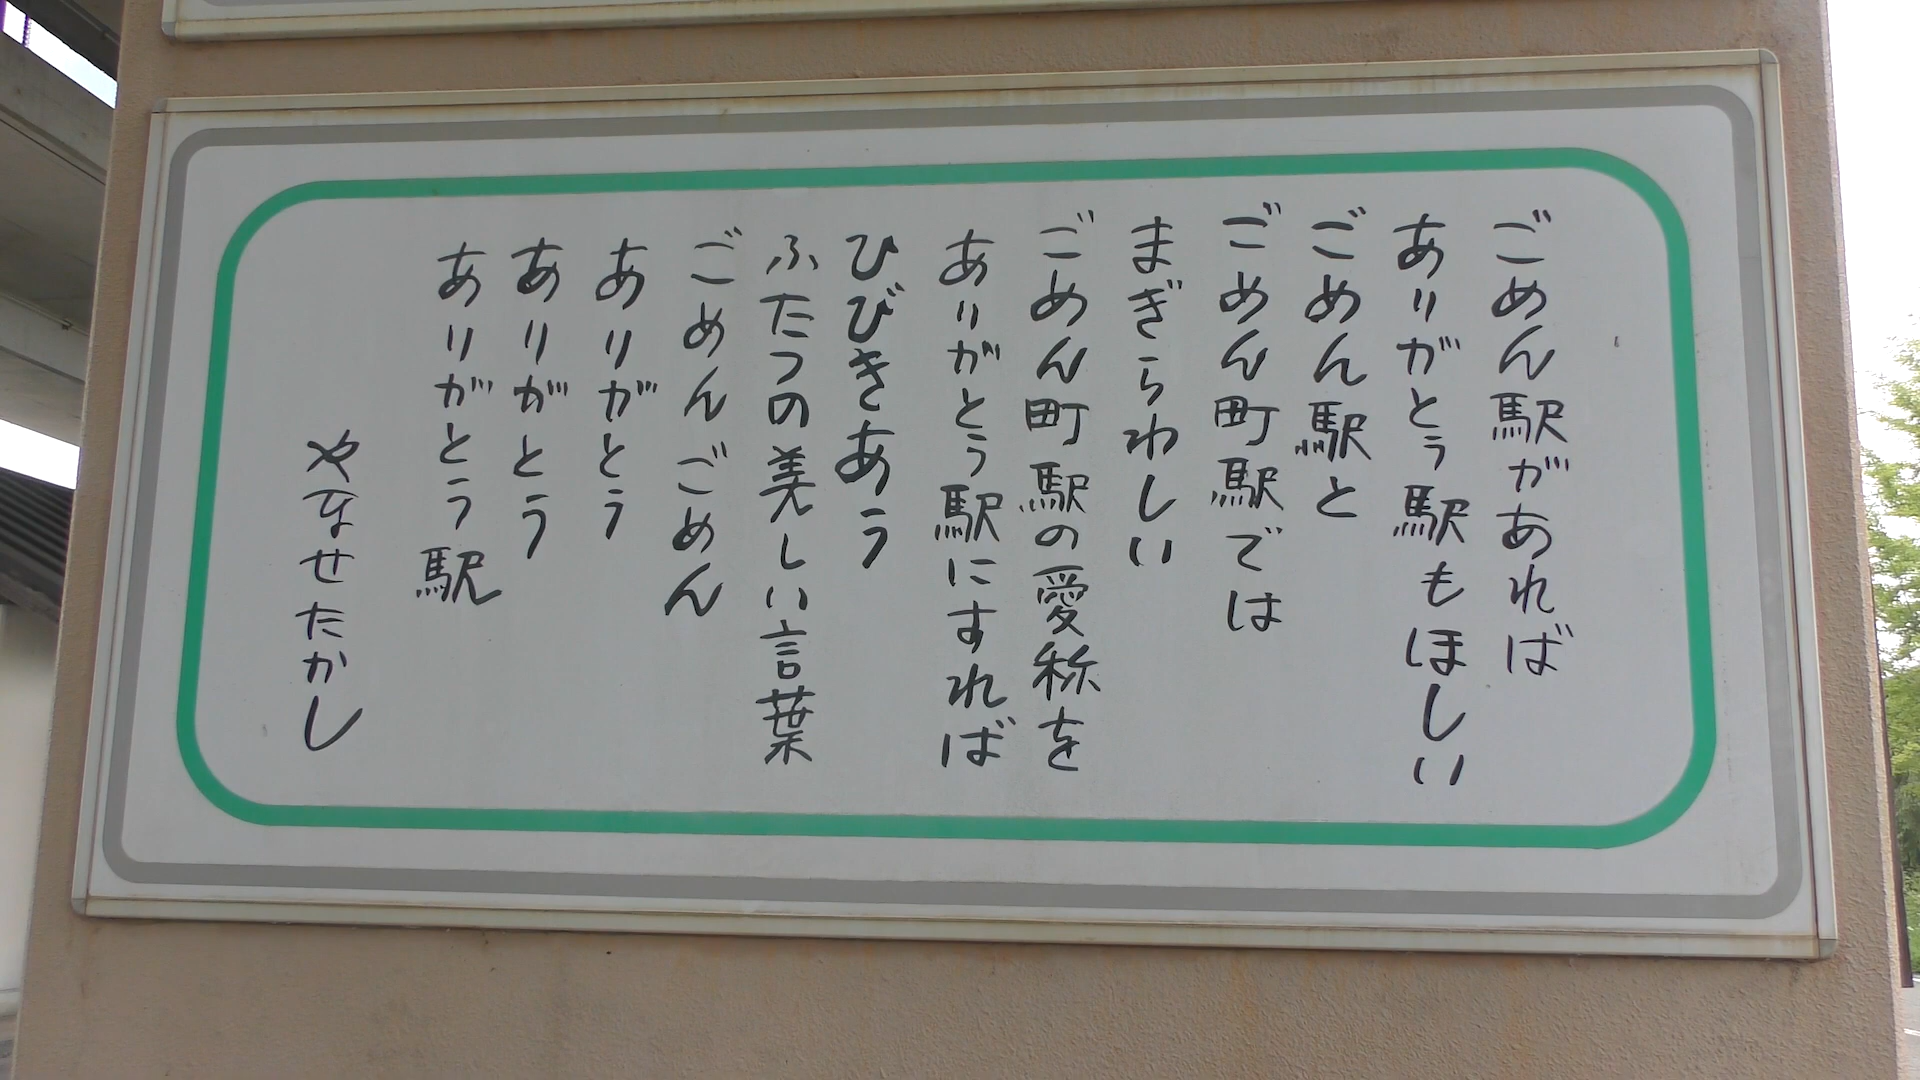 ごめん駅があれば
ありがとう駅もほしい
ごめん駅と
ごめん町駅では
まぎらわしい
ごめん町駅の愛称を
ありがとう駅にすれば
ひびきあう
ふたつの美しい言葉
ごめんごめん
ありがとう
ありがとう
ありがとう駅
やなせたかし